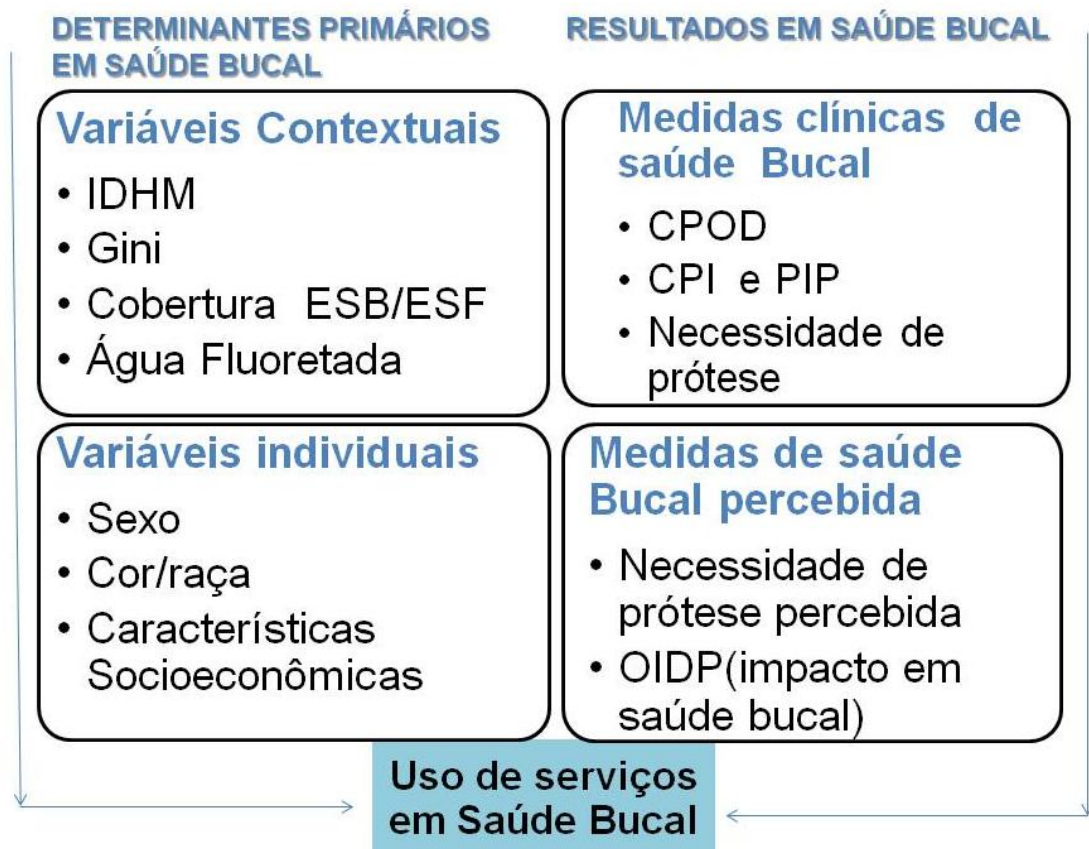 DETERMINANTES PRIMÁRIOS
EM SAÚDE BUCAL
Variáveis Contextuais
• IDHM
• Gini
• Cobertura ESB/ESF
• Água Fluoretada
Variáveis individuais
• Sexo
• Cor/raça
• Características
Socioeconômicas
RESULTADOS EM SAÚDE BUCAL
Medidas clínicas de
saúde Bucal
• CPOD
• CPI e PIP
• Necessidade de
prótese
Medidas de saúde
Bucal percebida
• Necessidade de
prótese percebida
• OIDP(impacto em
saúde bucal)
Uso de serviços
em Saúde Bucal